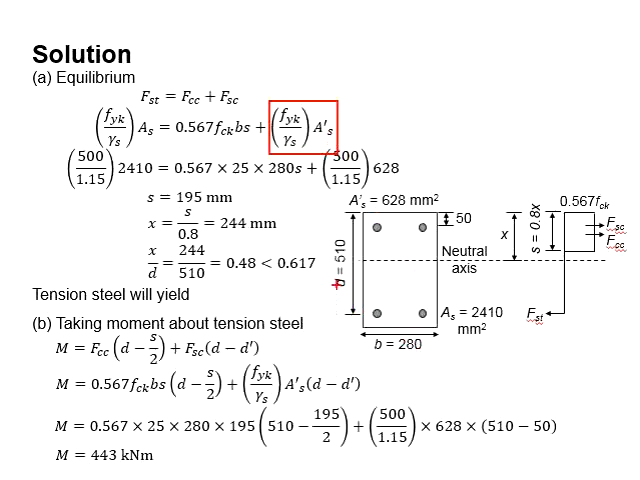 Solution
(a) Equilibrium
F_st = F_cc + F_sc
(f_yk/γ_s) A_s = 0.567f_ck bs + (f_yk/γ_s) A'_s
(500/1.15) 2410 = 0.567 × 25 × 280s + (500/1.15) 628
s = 195 mm
x = s/0.8 = 244 mm
x/d = 244/510 = 0.48 < 0.617
Tension steel will yield
A'_s = 628 mm²
50
d = 510
Neutral
axis
A_s = 2410
mm²
b = 280
x
s = 0.8x
0.567f_ck
F_sc
F_cc
F_st
(b) Taking moment about tension steel
M = F_cc (d − s/2) + F_sc(d − d′)
M = 0.567f_ck bs (d − s/2) + (f_yk/γ_s) A'_s(d − d′)
M = 0.567 × 25 × 280 × 195 (510 − 195/2) + (500/1.15) × 628 × (510 − 50)
M = 443 kNm